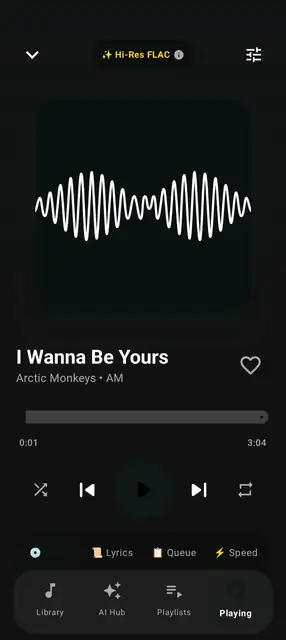 ✨ Hi-Res FLAC
I Wanna Be Yours
Arctic Monkeys • AM
0:01
3:04
📜 Lyrics
📋 Queue
⚡ Speed
Library
AI Hub
Playlists
Playing